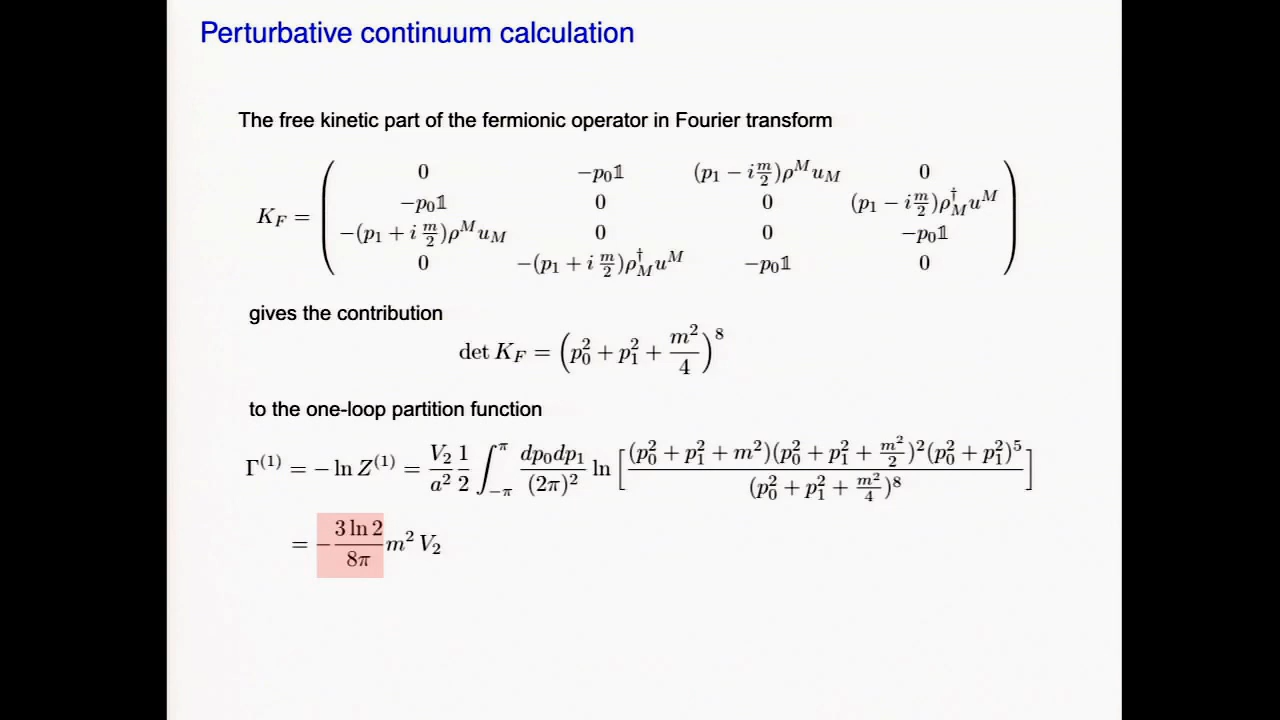 Perturbative continuum calculation
The free kinetic part of the fermionic operator in Fourier transform
K_F = ( 0 −p_0𝟙 (p_1 − i m/2)ρ^M u_M 0
−p_0𝟙 0 0 (p_1 − i m/2)ρ_M^† u^M
−(p_1 + i m/2)ρ^M u_M 0 0 −p_0𝟙
0 −(p_1 + i m/2)ρ_M^† u^M −p_0𝟙 0 )
gives the contribution
det K_F = (p_0^2 + p_1^2 + m^2/4)^8
to the one-loop partition function
Γ^(1) = − ln Z^(1) = V_2/a^2 1/2 ∫_{−π}^{π} dp_0dp_1/(2π)^2 ln [ (p_0^2 + p_1^2 + m^2)(p_0^2 + p_1^2 + m^2/2)^2(p_0^2 + p_1^2)^5 / (p_0^2 + p_1^2 + m^2/4)^8 ]
= − 3 ln 2/8π m^2 V_2